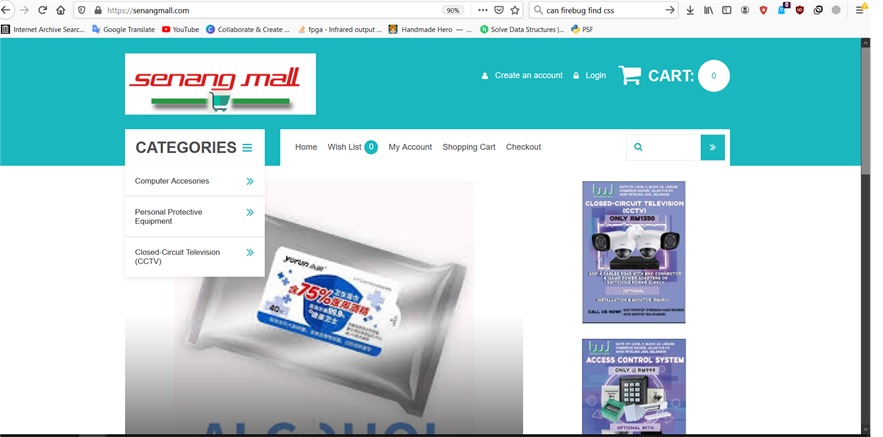 https://senangmall.com
90%
can firebug find css
6
Internet Archive Searc...
Google Translate
YouTube
Collaborate & Create ...
fpga - Infrared output ...
Handmade Hero — ...
Solve Data Structures |...
PSF
senang mall
Create an account
Login
CART:
0
CATEGORIES
Home
Wish List 0
My Account
Shopping Cart
Checkout
Computer Accesories
Personal Protective
Equipment
Closed-Circuit Television
(CCTV)
yorun
75%
ALCOHOL
CLOSED-CIRCUIT TELEVISION
(CCTV)
ONLY RM1350
OPTIONAL
INSTALLATION & MONITOR
CALL US NOW!
ACCESS CONTROL SYSTEM
ONLY @ RM999
OPTIONAL WITH